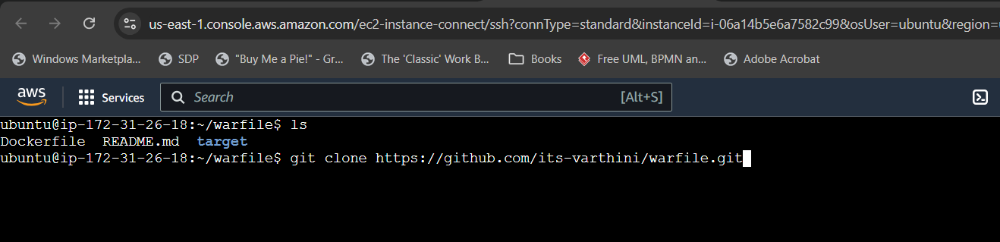 us-east-1.console.aws.amazon.com/ec2-instance-connect/ssh?connType=standard&instanceId=i-06a14b5e6a7582c99&osUser=ubuntu&region=
Windows Marketpla... SDP "Buy Me a Pie!" - Gr... The 'Classic' Work B... Books Free UML, BPMN an... Adobe Acrobat
aws Services Search [Alt+S]
ubuntu@ip-172-31-26-18:~/warfile$ ls
Dockerfile README.md target
ubuntu@ip-172-31-26-18:~/warfile$ git clone https://github.com/its-varthini/warfile.git